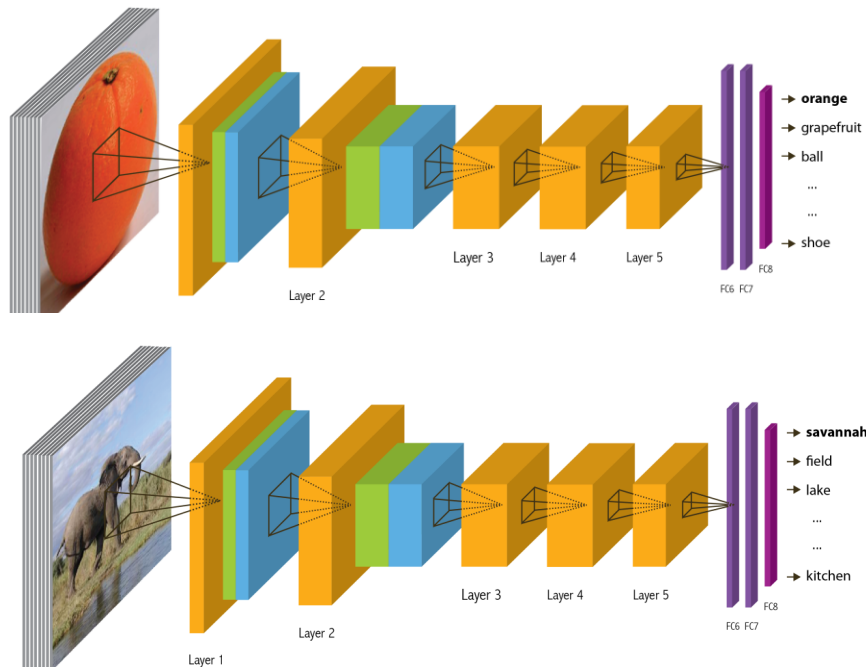 orange
grapefruit
ball
...
...
shoe
Layer 2
Layer 3
Layer 4
Layer 5
FC6
FC7
FC8
savannah
field
lake
...
...
kitchen
Layer 1
Layer 2
Layer 3
Layer 4
Layer 5
FC6
FC7
FC8